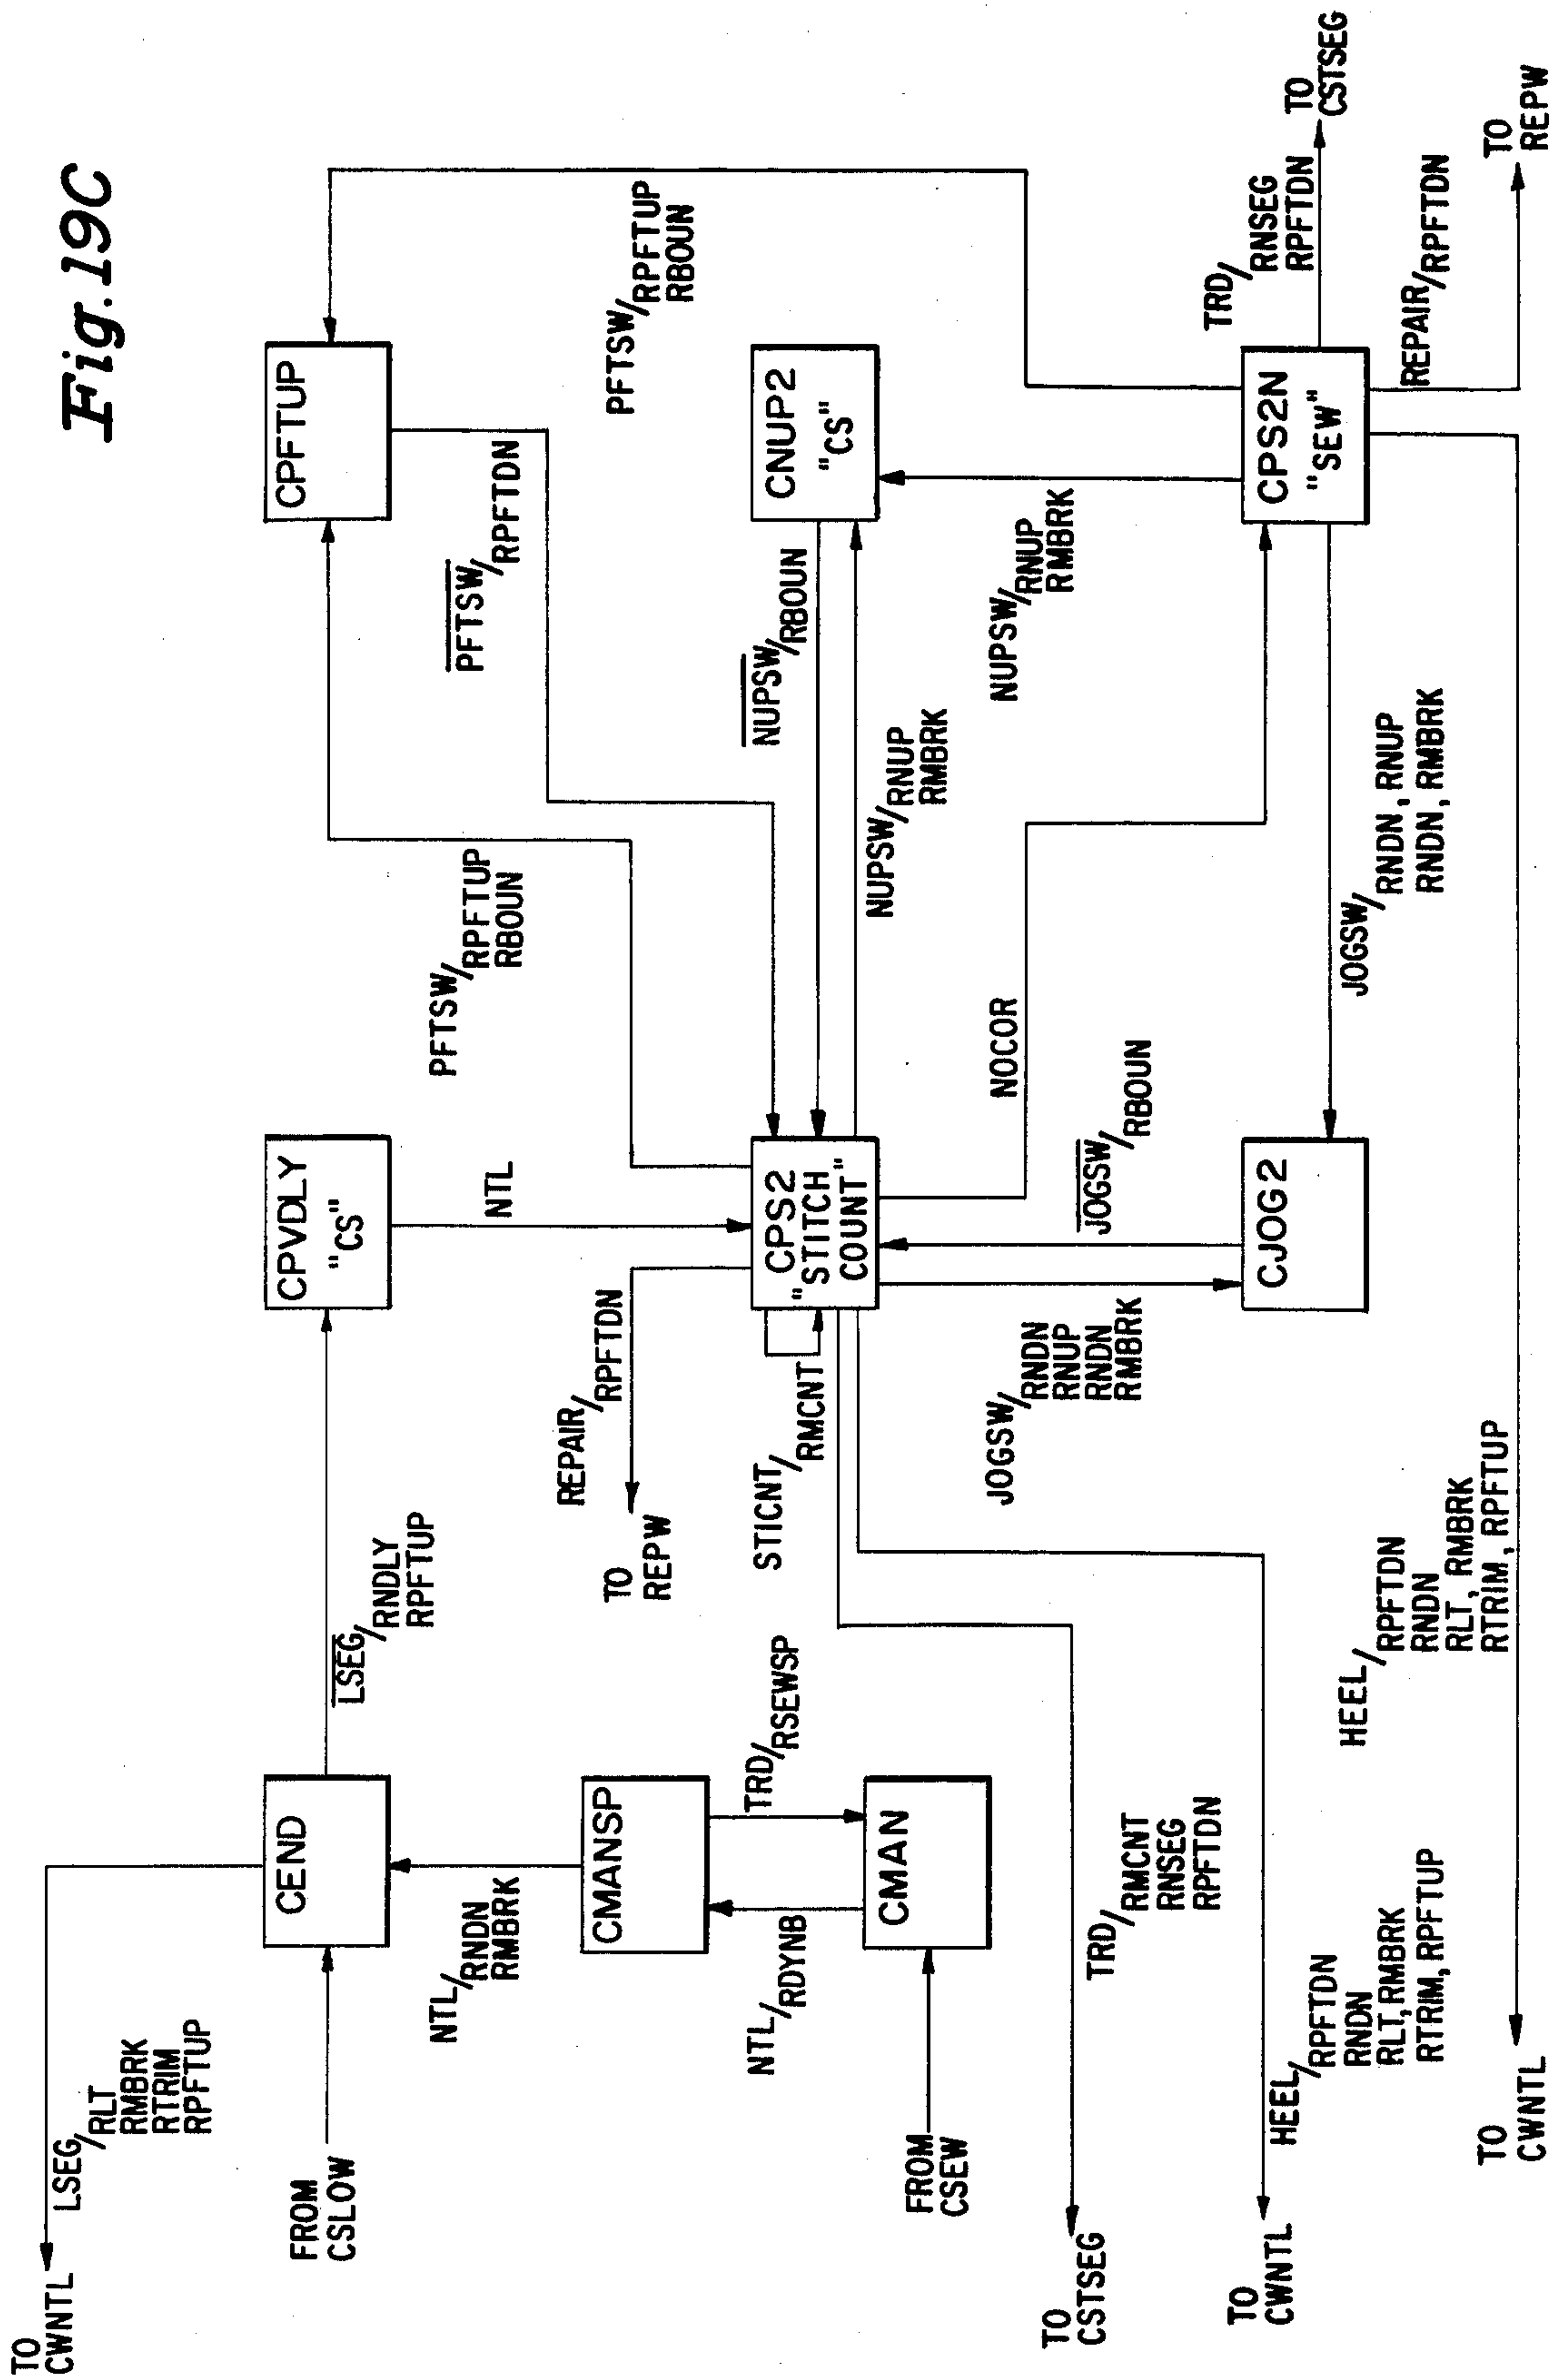 Fig.19C
TO
CWNTL
LSEG/RLT
RMBRK
RTRIM
RPFTUP
FROM
CSLOW
CEND
LSEG/RNDLY
RPFTUP
CPVDLY
"CS"
NTL
PFTSW/RPFTUP
RBOUN
CPFTUP
PFTSW/RPFTDN
PFTSW/RPFTUP
RBOUN
NTL/RNDN
RMBRK
CMANSP
TRD/RSEWSP
NTL/RDYNB
CMAN
FROM
CSEW
REPAIR/RPFTDN
TO
REPW
STICNT/RMCNT
CPS2
"STITCH
COUNT"
NUPSW/RBOUN
NUPSW/RNUP
RMBRK
CNUP2
"CS"
NUPSW/RNUP
RMBRK
NOCOR
JOGSW/RBOUN
JOGSW/RNDN
RNUP
RNDN
RMBRK
CJOG2
JOGSW/RNDN, RNUP
RNDN, RMBRK
CPS2N
"SEW"
TRD/RNSEG
RPFTDN
TO
CSTSEG
REPAIR/RPFTDN
TO
REPW
TRD/RMCNT
RNSEG
RPFTDN
TO
CSTSEG
HEEL/RPFTDN
RNDN
RLT, RMBRK
RTRIM, RPFTUP
TO
CWNTL
HEEL/RPFTDN
RNDN
RLT, RMBRK
RTRIM, RPFTUP
TO
CWNTL